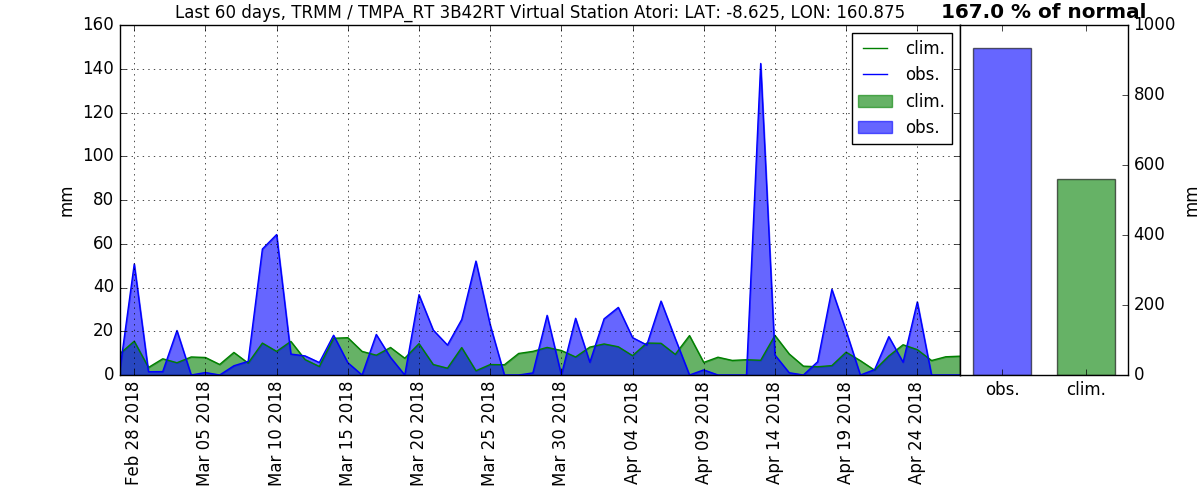 Last 60 days, TRMM / TMPA_RT 3B42RT Virtual Station Atori: LAT: -8.625, LON: 160.875
167.0 % of normal
160
140
120
100
80
60
40
20
0
mm
clim.
obs.
clim.
obs.
Feb 28 2018
Mar 05 2018
Mar 10 2018
Mar 15 2018
Mar 20 2018
Mar 25 2018
Mar 30 2018
Apr 04 2018
Apr 09 2018
Apr 14 2018
Apr 19 2018
Apr 24 2018
1000
800
600
400
200
0
mm
obs.
clim.